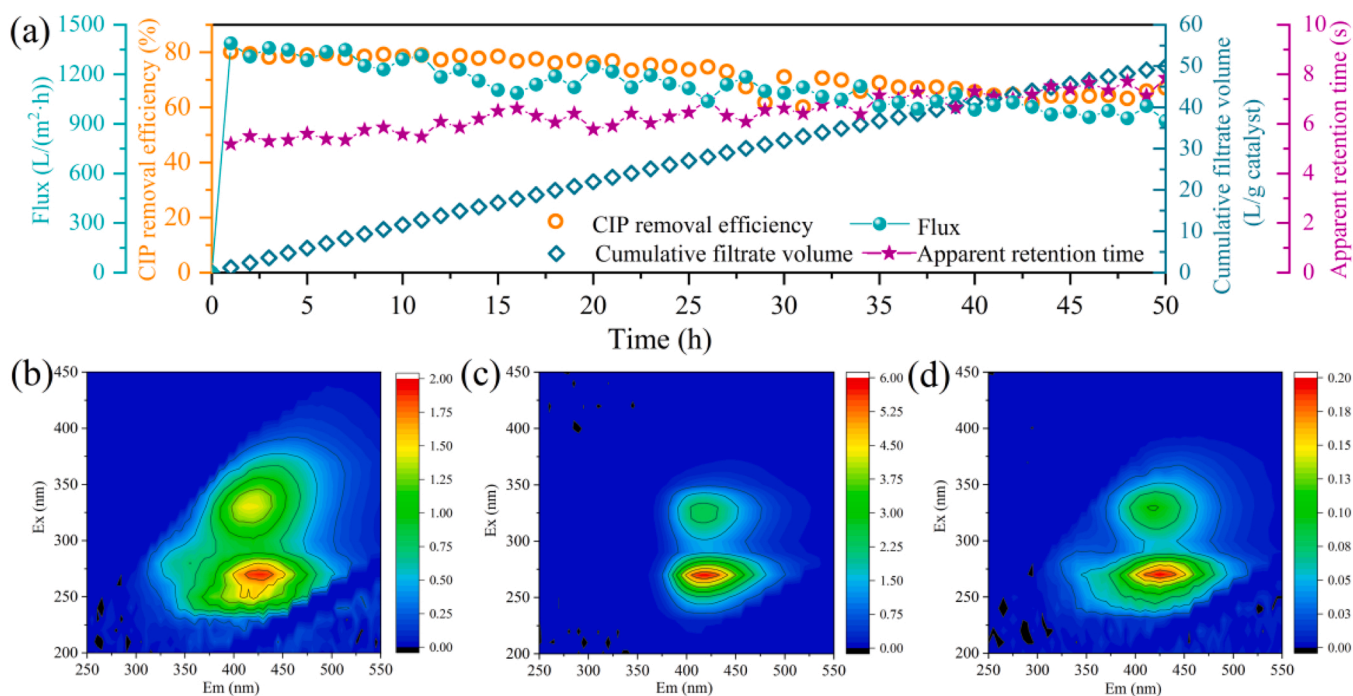 (a)
Flux (L/(m²·h))
1500
1200
900
600
300
0
CIP removal efficiency (%)
80
60
40
20
0
CIP removal efficiency
Flux
Cumulative filtrate volume
Apparent retention time
60
50
40
30
20
10
0
Cumulative filtrate volume
(L/g catalyst)
10
8
6
4
2
0
Apparent retention time (s)
0 5 10 15 20 25 30 35 40 45 50
Time (h)
(b)
450
400
350
300
250
200
Ex (nm)
250 300 350 400 450 500 550
Em (nm)
2.00
1.75
1.50
1.25
1.00
0.75
0.50
0.25
0.00
(c)
450
400
350
300
250
200
Ex (nm)
250 300 350 400 450 500 550
Em (nm)
6.00
5.25
4.50
3.75
3.00
2.25
1.50
0.75
0.00
(d)
450
400
350
300
250
200
Ex (nm)
250 300 350 400 450 500 550
Em (nm)
0.20
0.18
0.15
0.13
0.10
0.08
0.05
0.03
0.00